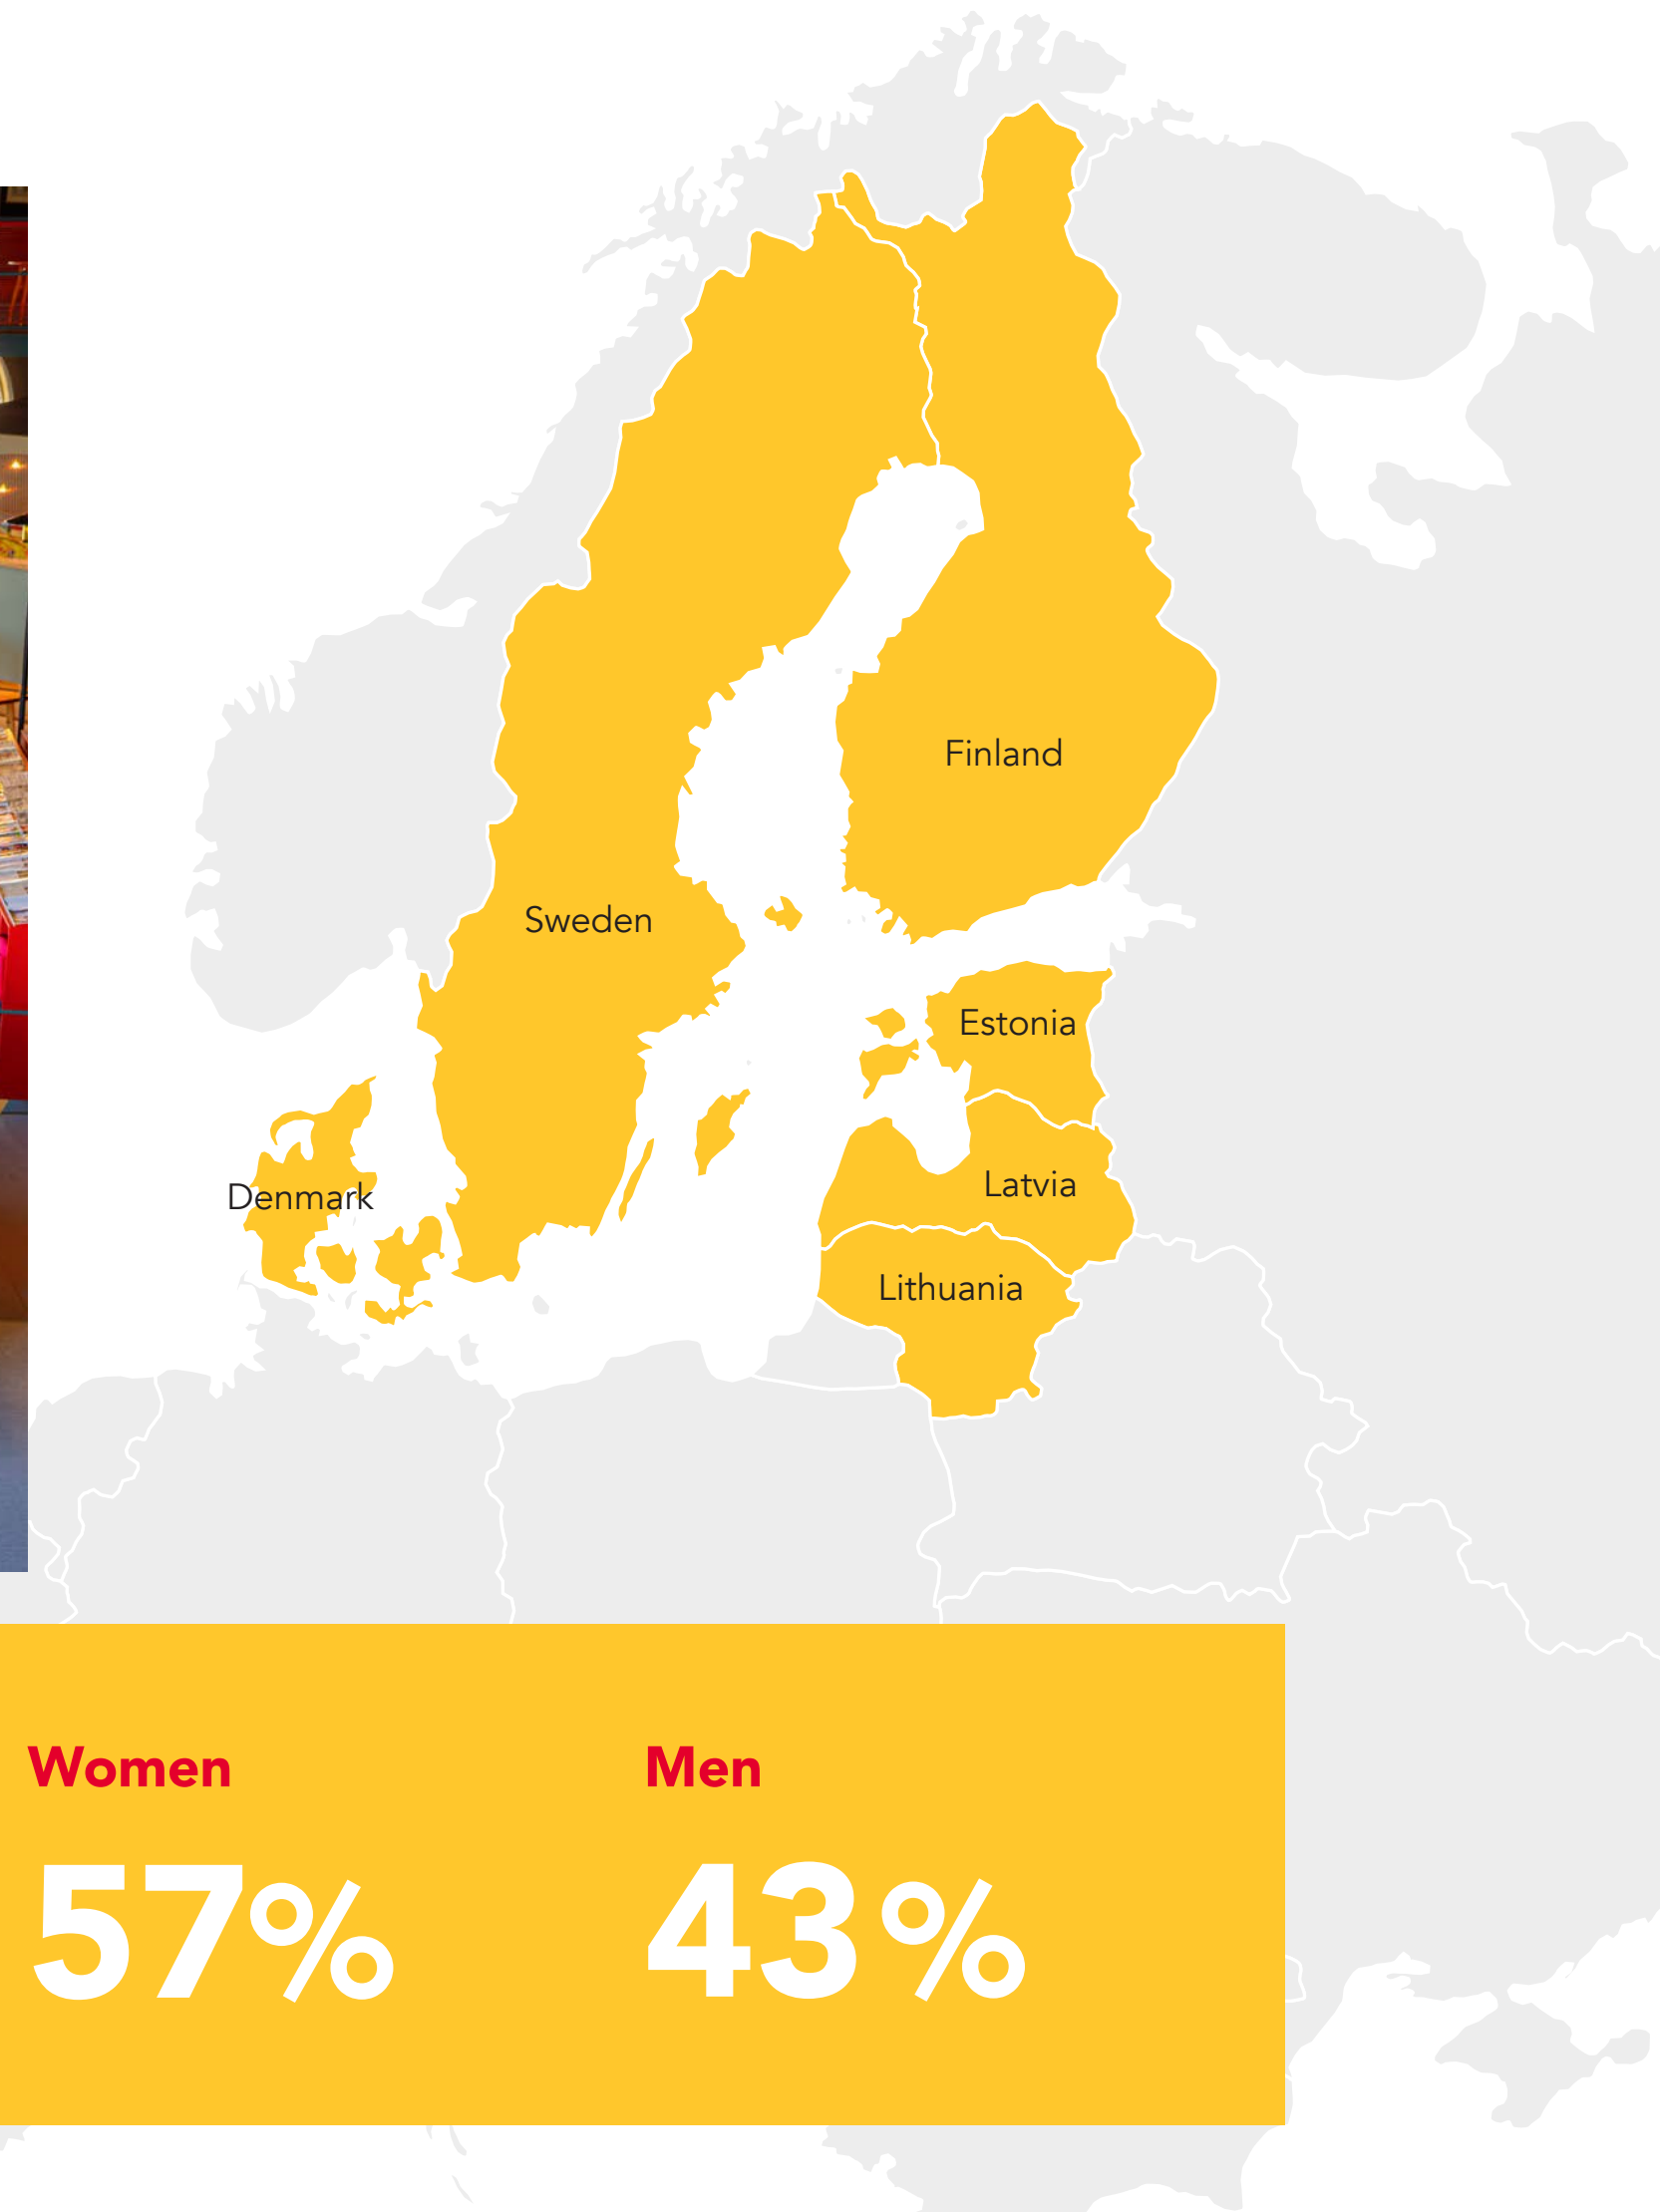 Finland
Sweden
Estonia
Denmark
Latvia
Lithuania
Women
Men
57%
43%